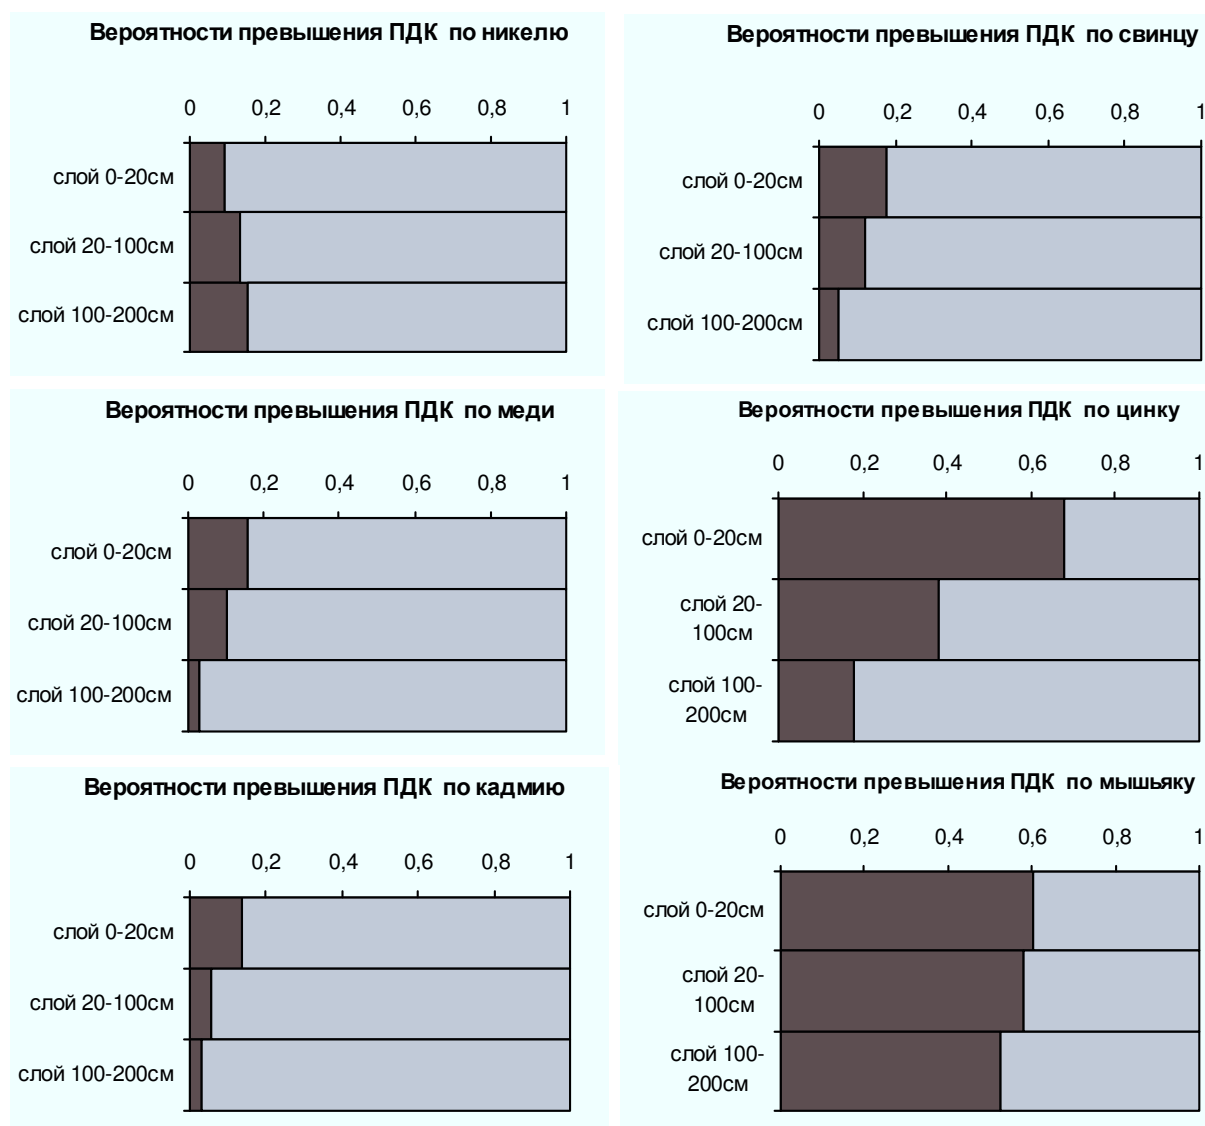 Вероятности превышения ПДК по никелю
0 0,2 0,4 0,6 0,8 1
слой 0-20см
слой 20-100см
слой 100-200см
Вероятности превышения ПДК по свинцу
0 0,2 0,4 0,6 0,8 1
слой 0-20см
слой 20-100см
слой 100-200см
Вероятности превышения ПДК по меди
0 0,2 0,4 0,6 0,8 1
слой 0-20см
слой 20-100см
слой 100-200см
Вероятности превышения ПДК по цинку
0 0,2 0,4 0,6 0,8 1
слой 0-20см
слой 20-
100см
слой 100-
200см
Вероятности превышения ПДК по кадмию
0 0,2 0,4 0,6 0,8 1
слой 0-20см
слой 20-100см
слой 100-200см
Вероятности превышения ПДК по мышьяку
0 0,2 0,4 0,6 0,8 1
слой 0-20см
слой 20-
100см
слой 100-
200см